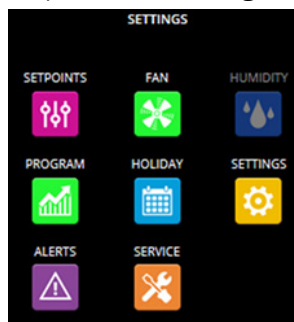 SETTINGS
SETPOINTS FAN HUMIDITY
PROGRAM HOLIDAY SETTINGS
ALERTS SERVICE